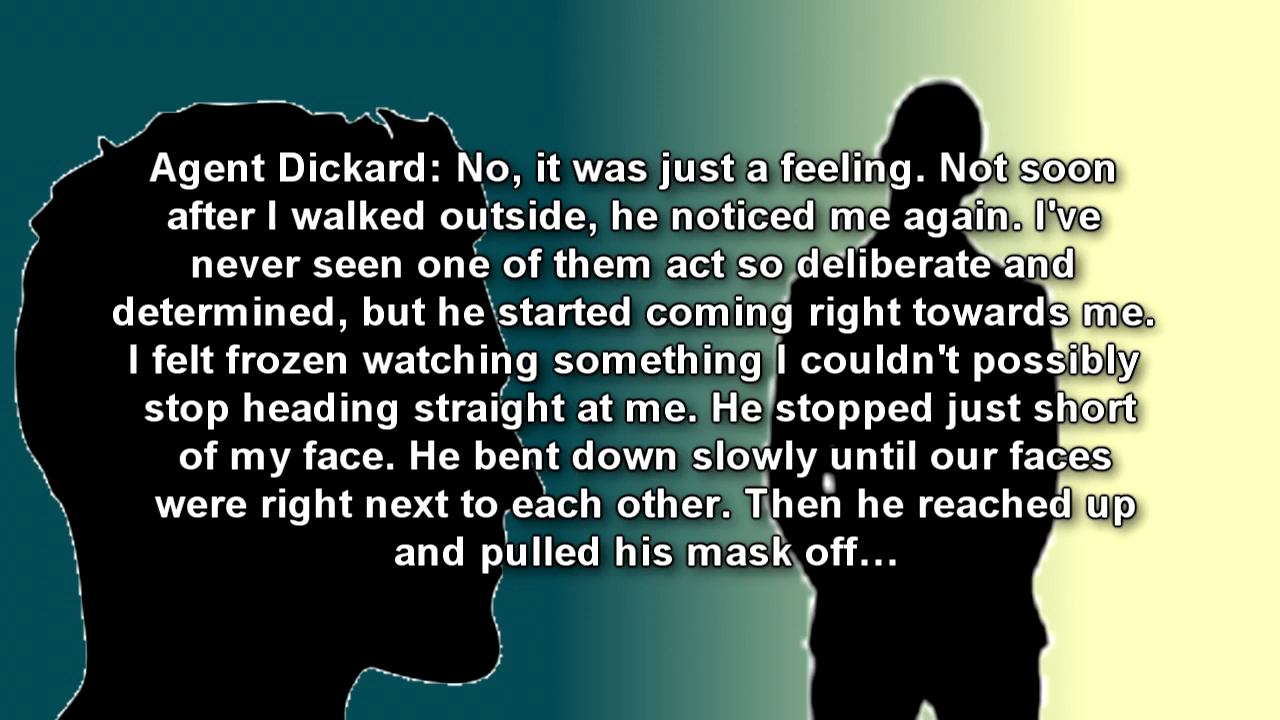 Agent Dickard: No, it was just a feeling. Not soon
after I walked outside, he noticed me again. I've
never seen one of them act so deliberate and
determined, but he started coming right towards me.
I felt frozen watching something I couldn't possibly
stop heading straight at me. He stopped just short
of my face. He bent down slowly until our faces
were right next to each other. Then he reached up
and pulled his mask off...